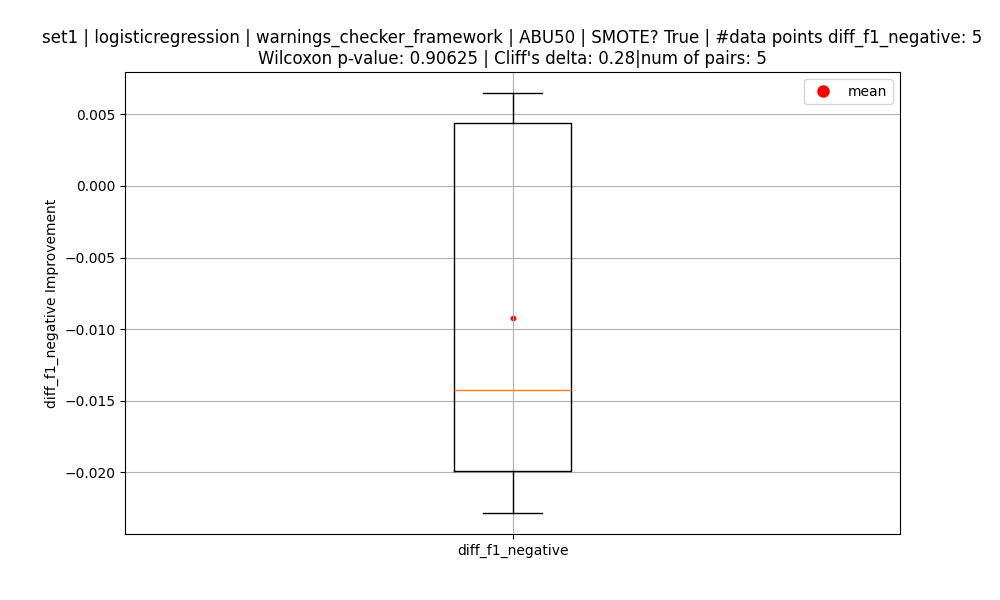 set1 | logisticregression | warnings_checker_framework | ABU50 | SMOTE? True | #data points diff_f1_negative: 5
Wilcoxon p-value: 0.90625 | Cliff's delta: 0.28|num of pairs: 5
mean
0.005
0.000
−0.005
−0.010
−0.015
−0.020
diff_f1_negative Improvement
diff_f1_negative